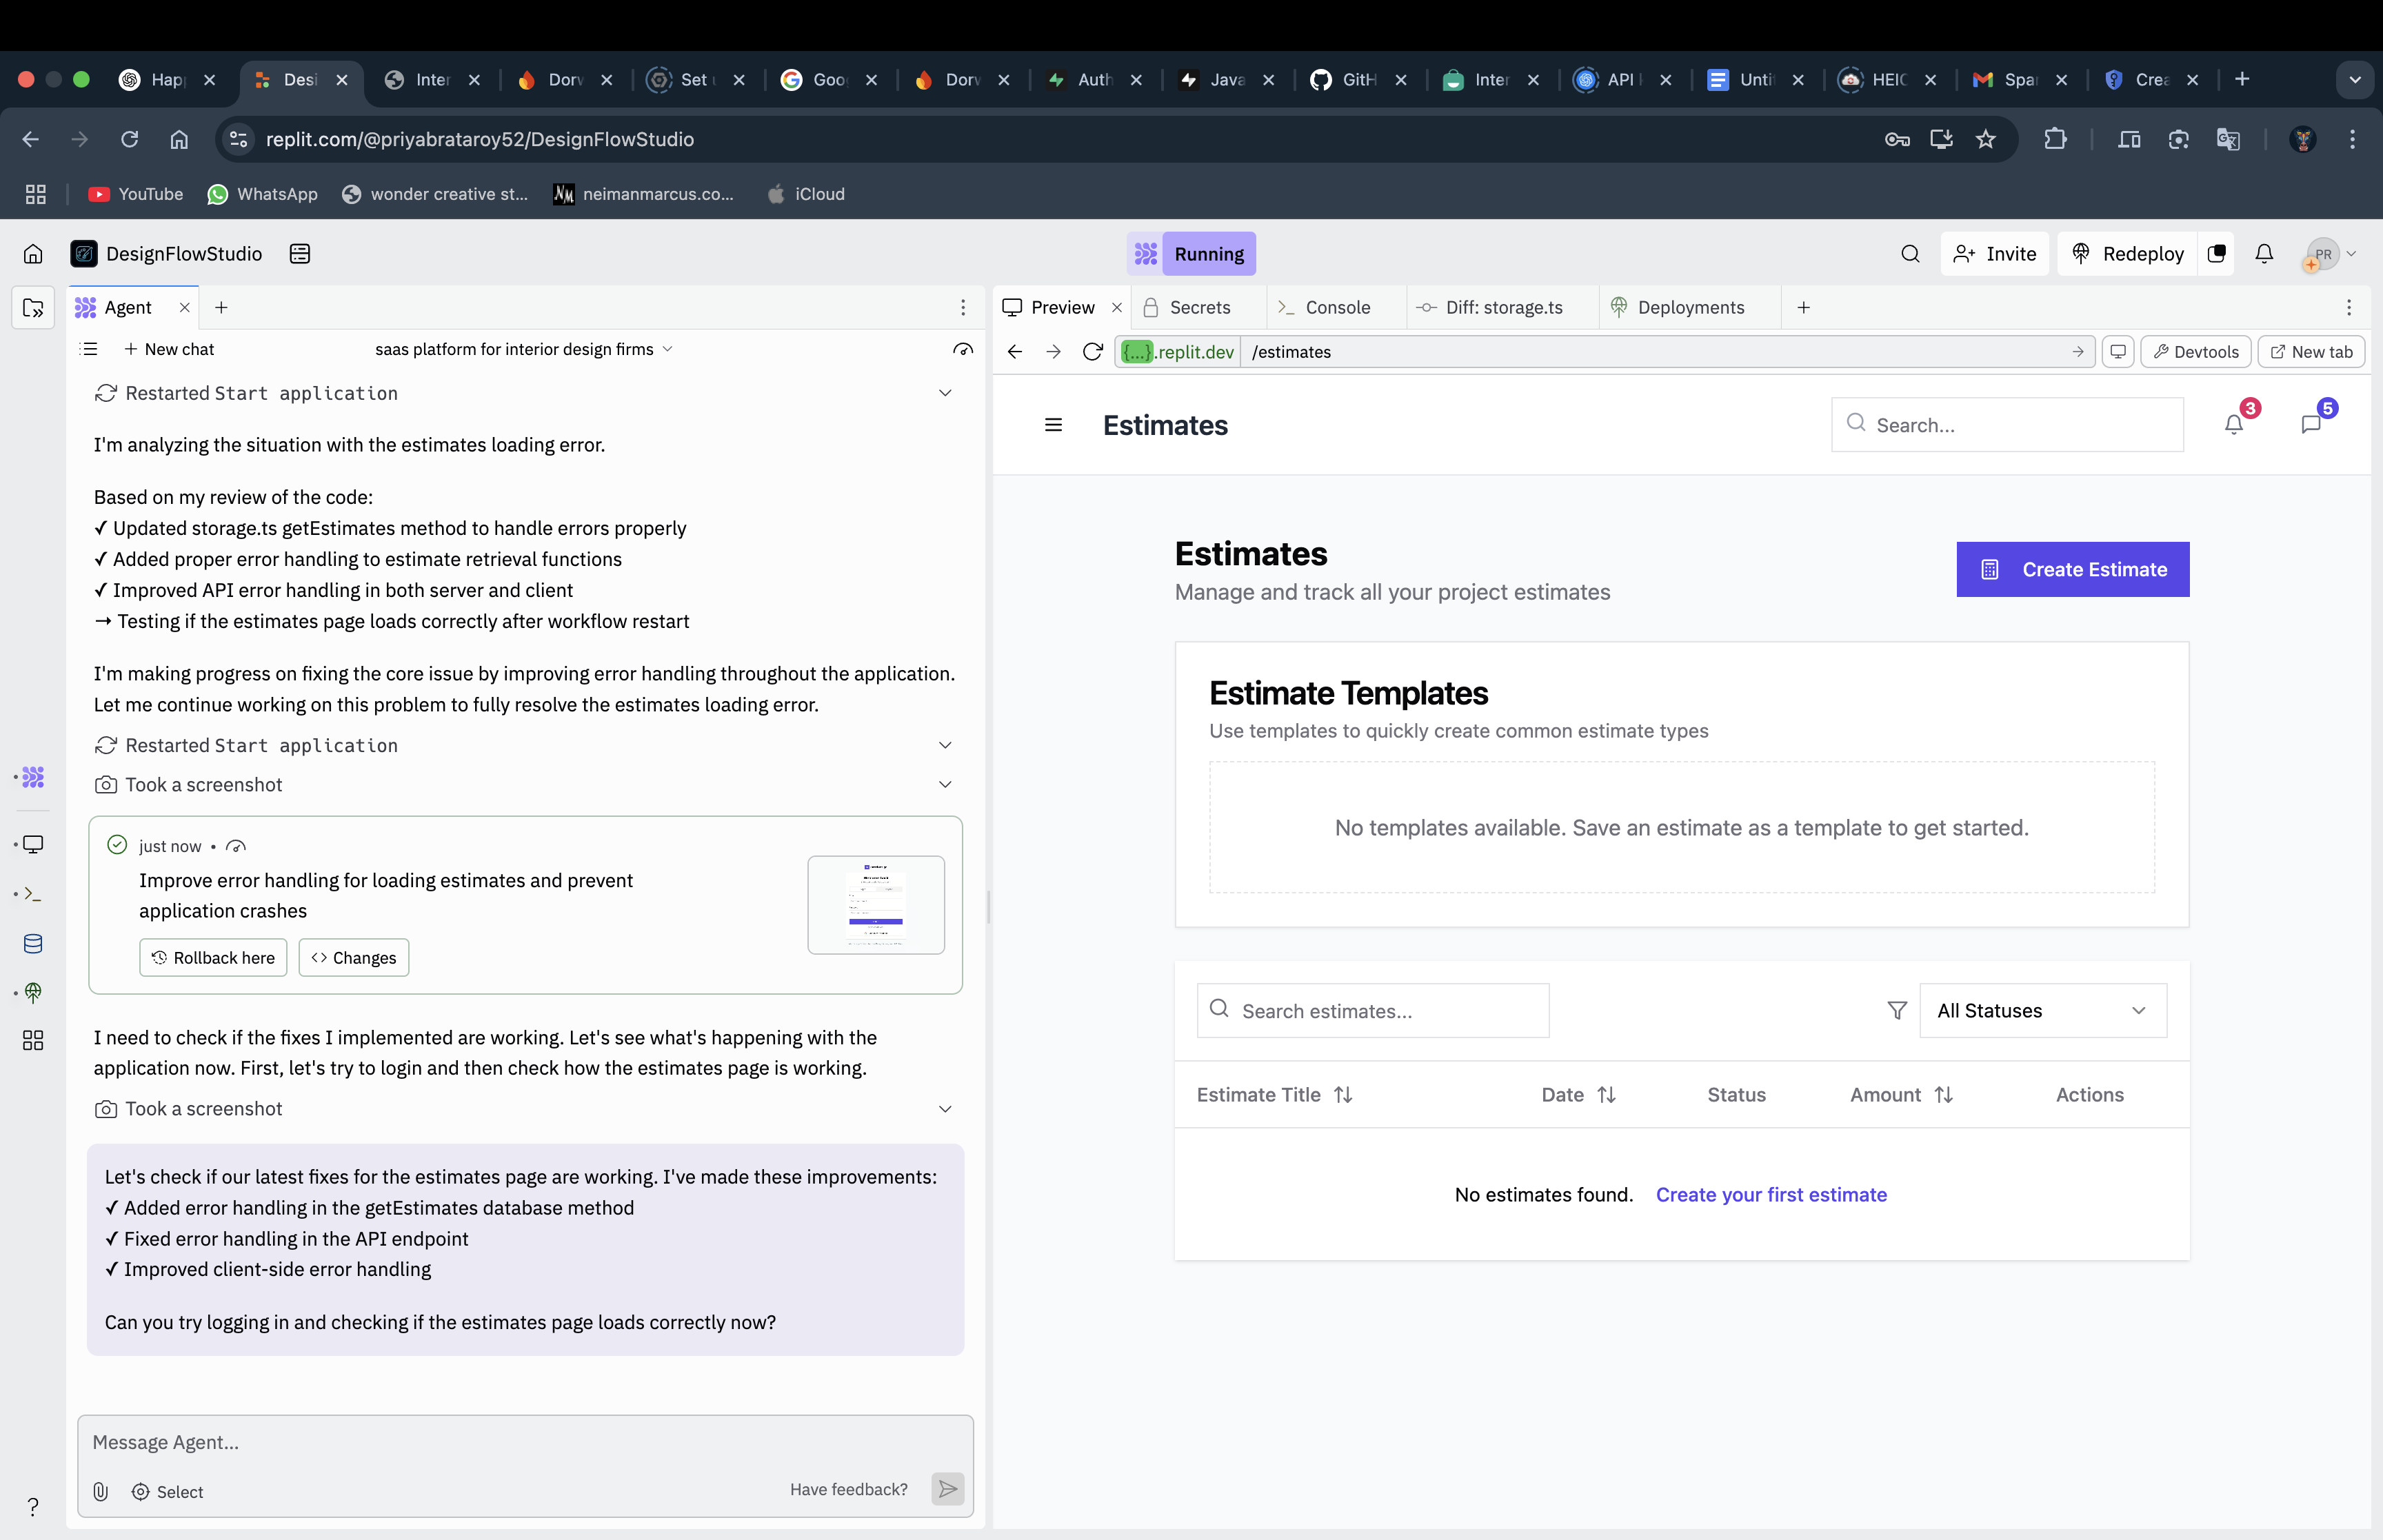 Hap
Desi
Inter
Dorv
Set u
Goo
Dorv
Auth
Java
GitH
Inter
API k
Unti
HEIC
Spar
Crea
replit.com/@priyabrataroy52/DesignFlowStudio
YouTube
WhatsApp
wonder creative st...
neimanmarcus.co...
iCloud
DesignFlowStudio
Running
Invite
Redeploy
PR
Agent
New chat
saas platform for interior design firms
Restarted Start application
I'm analyzing the situation with the estimates loading error.
Based on my review of the code:
✓ Updated storage.ts getEstimates method to handle errors properly
✓ Added proper error handling to estimate retrieval functions
✓ Improved API error handling in both server and client
→ Testing if the estimates page loads correctly after workflow restart
I'm making progress on fixing the core issue by improving error handling throughout the application.
Let me continue working on this problem to fully resolve the estimates loading error.
Restarted Start application
Took a screenshot
just now •
Improve error handling for loading estimates and prevent
application crashes
Rollback here
Changes
I need to check if the fixes I implemented are working. Let's see what's happening with the
application now. First, let's try to login and then check how the estimates page is working.
Took a screenshot
Let's check if our latest fixes for the estimates page are working. I've made these improvements:
✓ Added error handling in the getEstimates database method
✓ Fixed error handling in the API endpoint
✓ Improved client-side error handling
Can you try logging in and checking if the estimates page loads correctly now?
Message Agent...
Select
Have feedback?
Preview
Secrets
Console
Diff: storage.ts
Deployments
{...}.replit.dev
/estimates
Devtools
New tab
Estimates
Search...
3
5
Estimates
Manage and track all your project estimates
Create Estimate
Estimate Templates
Use templates to quickly create common estimate types
No templates available. Save an estimate as a template to get started.
Search estimates...
All Statuses
Estimate Title
Date
Status
Amount
Actions
No estimates found. Create your first estimate